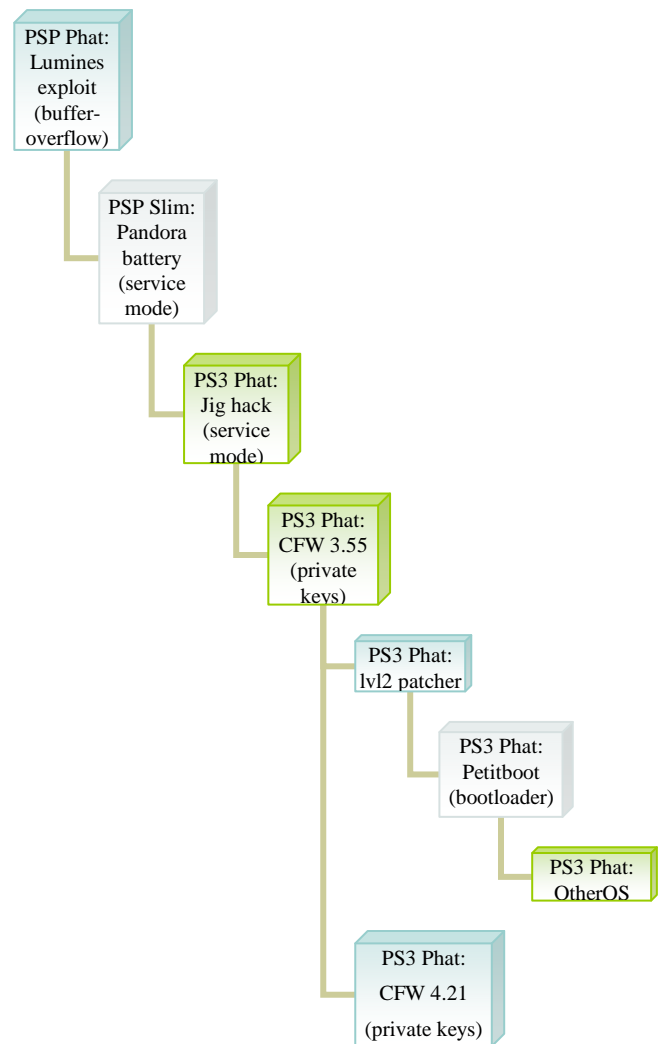 PSP Phat:
Lumines
exploit
(buffer-
overflow)
PSP Slim:
Pandora
battery
(service
mode)
PS3 Phat:
Jig hack
(service
mode)
PS3 Phat:
CFW 3.55
(private
keys)
PS3 Phat:
lvl2 patcher
PS3 Phat:
Petitboot
(bootloader)
PS3 Phat:
OtherOS
PS3 Phat:
CFW 4.21
(private keys)